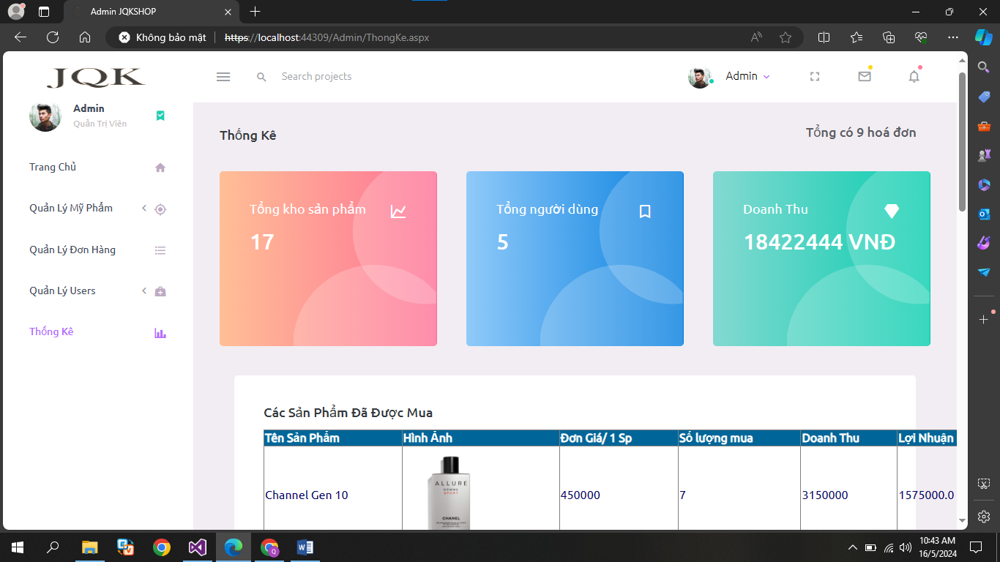 Admin JQKSHOP
Không bảo mật
https://localhost:44309/Admin/ThongKe.aspx
JQK
Search projects
Admin
Admin
Quản Trị Viên
Trang Chủ
Quản Lý Mỹ Phẩm
Quản Lý Đơn Hàng
Quản Lý Users
Thống Kê
Thống Kê
Tổng có 9 hoá đơn
Tổng kho sản phẩm
17
Tổng người dùng
5
Doanh Thu
18422444 VNĐ
Các Sản Phẩm Đã Được Mua
Tên Sản Phẩm Hình Ảnh Đơn Giá/ 1 Sp Số lượng mua Doanh Thu Lợi Nhuận
Channel Gen 10 450000 7 3150000 1575000.0
ALLURE
HOMME
SPORT
CHANEL
10:43 AM
16/5/2024